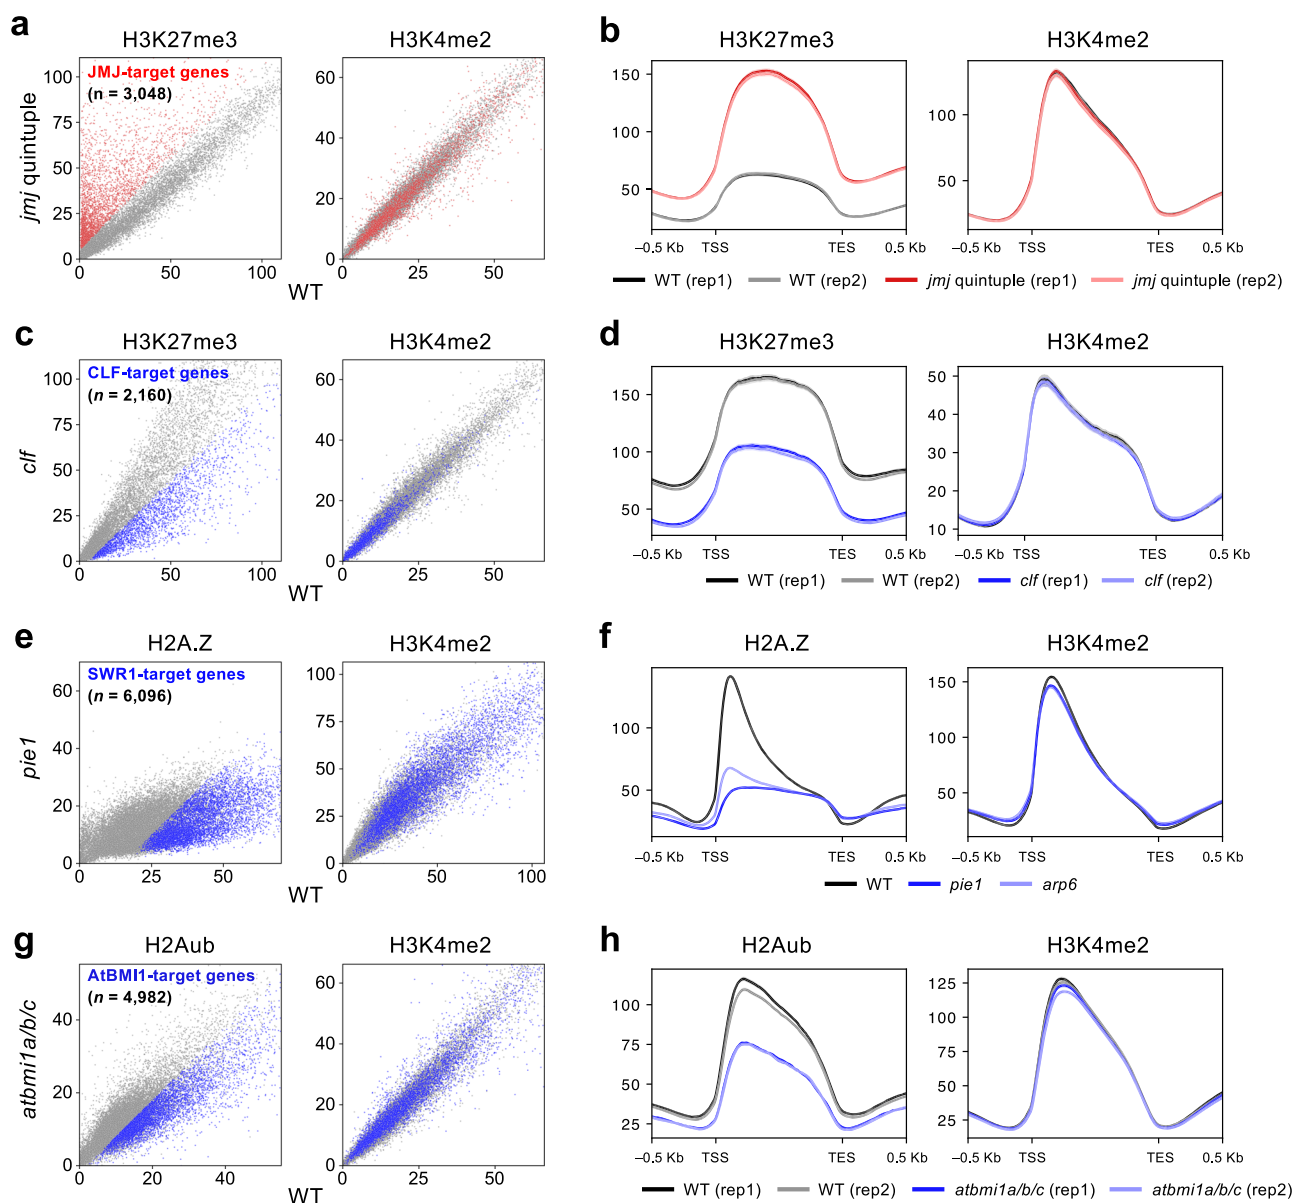 a
H3K27me3
H3K4me2
JMJ-target genes
(n = 3,048)
jmj quintuple
100
75
50
25
0
0 50 100
60
40
20
0
0 25 50
WT
b
H3K27me3
H3K4me2
150
100
50
–0.5 Kb TSS TES 0.5 Kb
100
50
–0.5 Kb TSS TES 0.5 Kb
WT (rep1) WT (rep2) jmj quintuple (rep1) jmj quintuple (rep2)
c
H3K27me3
H3K4me2
CLF-target genes
(n = 2,160)
clf
100
75
50
25
0
0 50 100
60
40
20
0
0 25 50
WT
d
H3K27me3
H3K4me2
150
100
50
–0.5 Kb TSS TES 0.5 Kb
50
40
30
20
10
–0.5 Kb TSS TES 0.5 Kb
WT (rep1) WT (rep2) clf (rep1) clf (rep2)
e
H2A.Z
H3K4me2
SWR1-target genes
(n = 6,096)
pie1
60
40
20
0
0 25 50
100
75
50
25
0
0 50 100
WT
f
H2A.Z
H3K4me2
100
50
–0.5 Kb TSS TES 0.5 Kb
150
100
50
–0.5 Kb TSS TES 0.5 Kb
WT pie1 arp6
g
H2Aub
H3K4me2
AtBMI1-target genes
(n = 4,982)
atbmi1a/b/c
40
20
0
0 20 40
60
40
20
0
0 25 50
WT
h
H2Aub
H3K4me2
100
75
50
25
–0.5 Kb TSS TES 0.5 Kb
125
100
75
50
25
–0.5 Kb TSS TES 0.5 Kb
WT (rep1) WT (rep2) atbmi1a/b/c (rep1) atbmi1a/b/c (rep2)